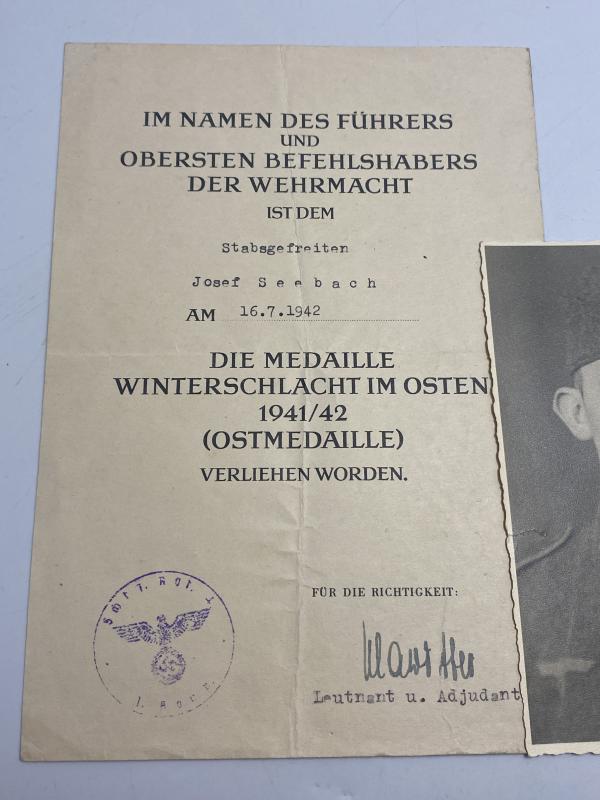 IM NAMEN DES FÜHRERS
UND
OBERSTEN BEFEHLSHABERS
DER WEHRMACHT
IST DEM
Stabsgefreiten
Josef Seebach
AM 16.7.1942
DIE MEDAILLE
WINTERSCHLACHT IM OSTEN
1941/42
(OSTMEDAILLE)
VERLIEHEN WORDEN.
FÜR DIE RICHTIGKEIT:
Leutnant u. Adjudant